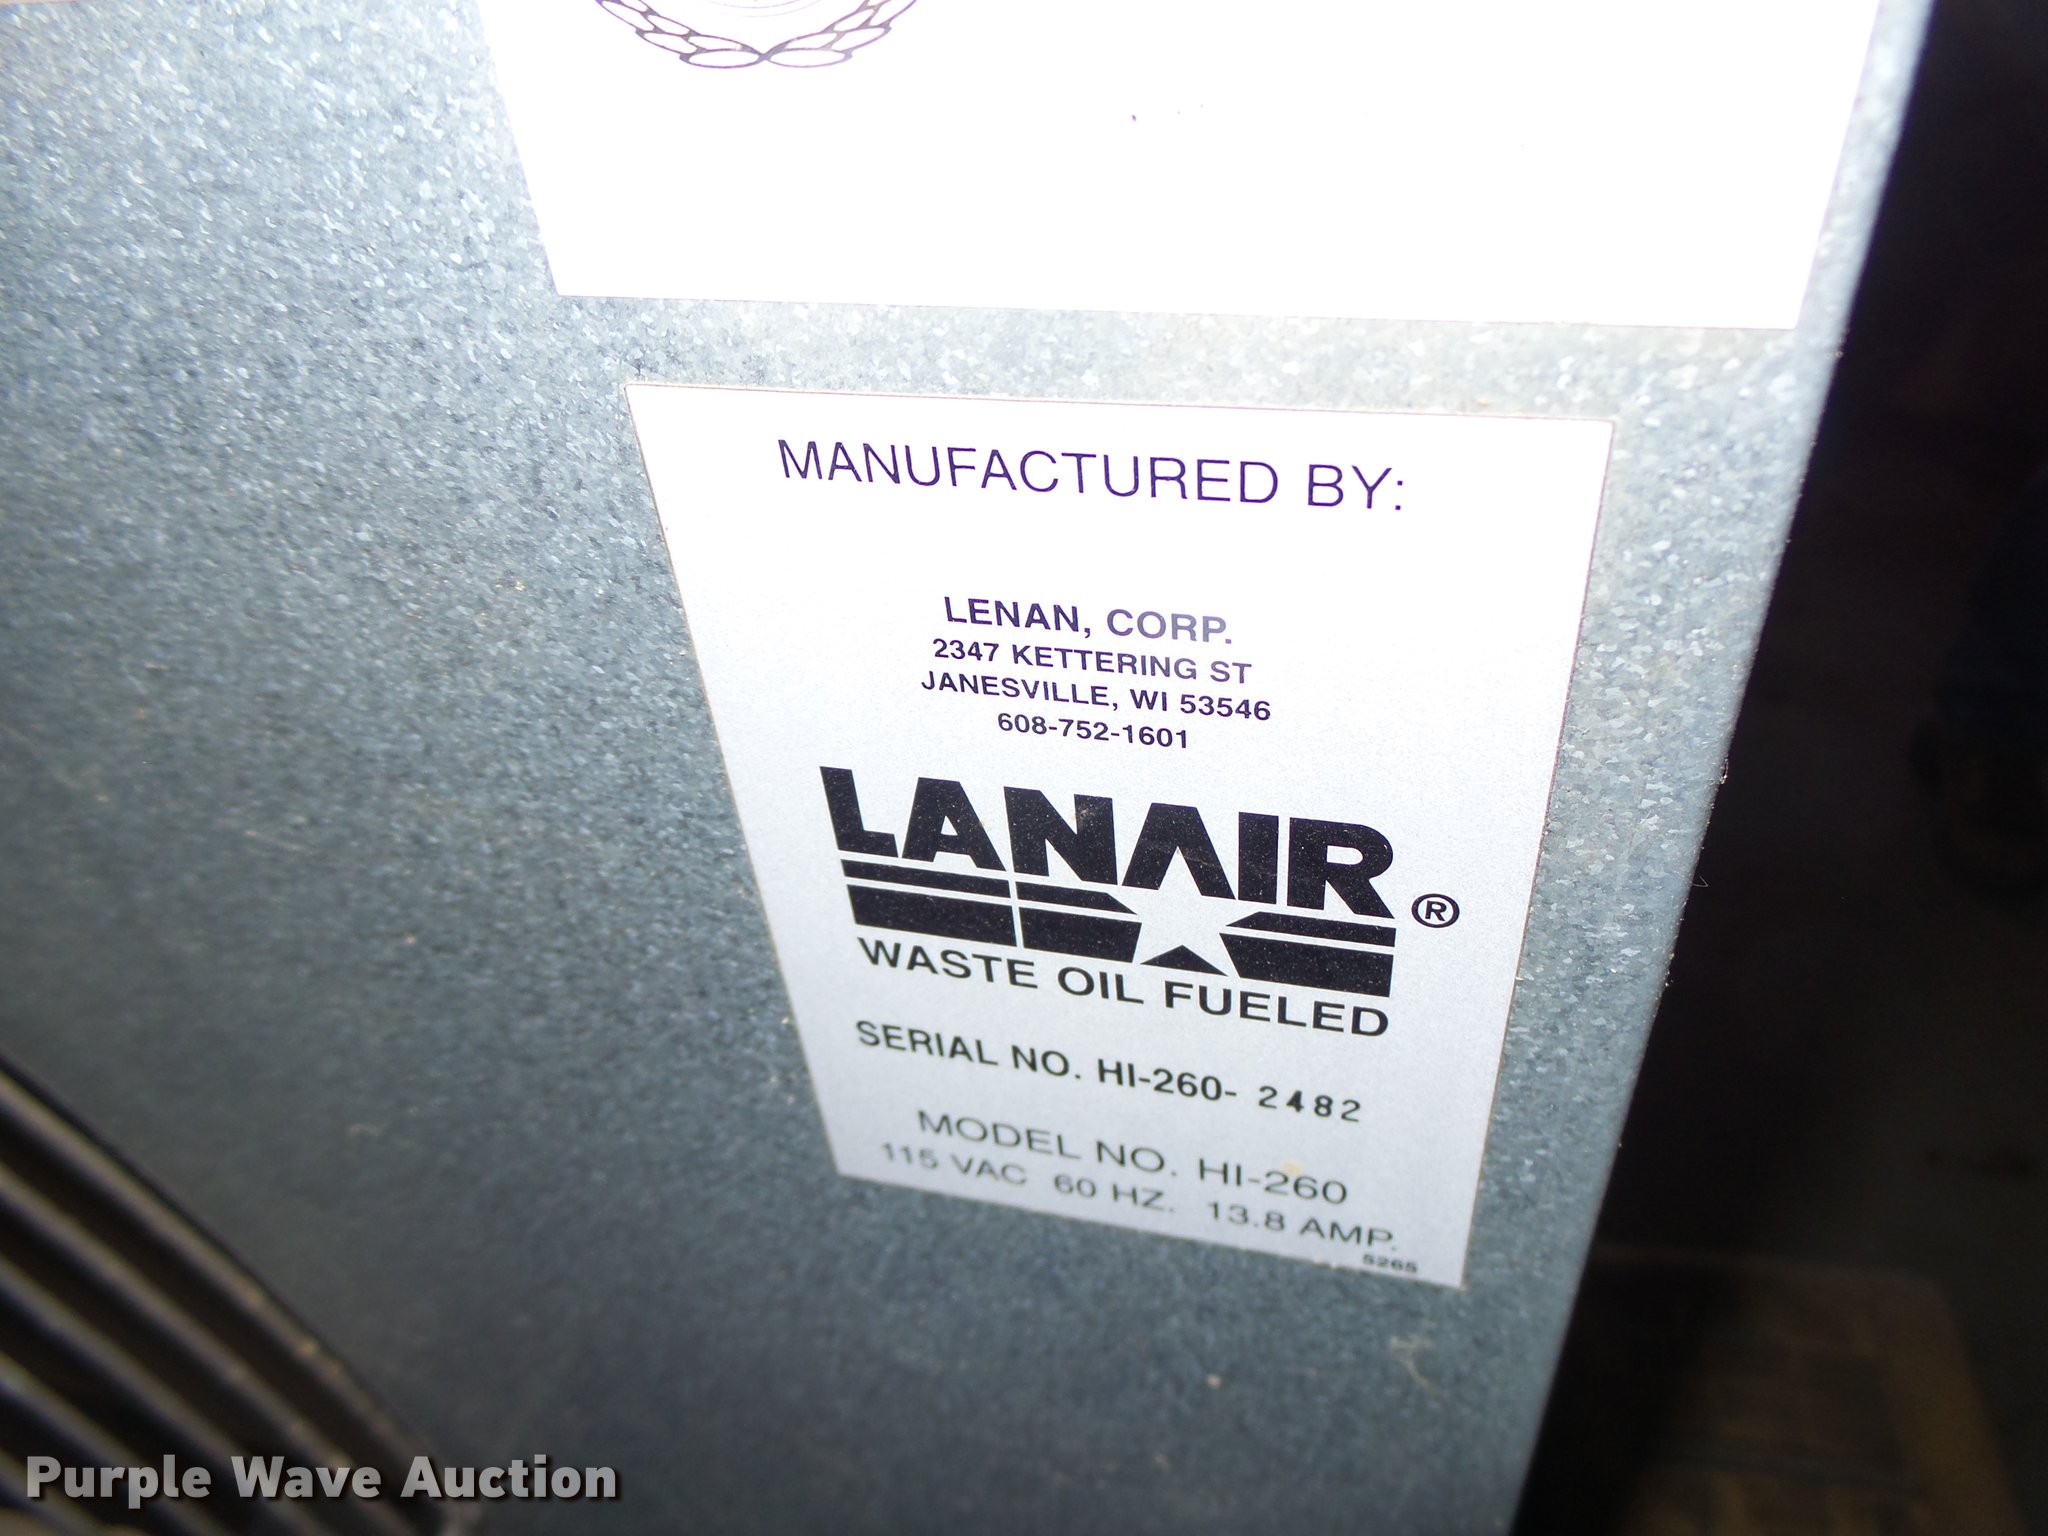 MANUFACTURED BY:
LENAN, CORP.
2347 KETTERING ST
JANESVILLE, WI 53546
608-752-1601
LANAIR ®
WASTE OIL FUELED
SERIAL NO. HI-260- 2482
MODEL NO. HI-260
115 VAC 60 HZ. 13.8 AMP.
5265
Purple Wave Auction